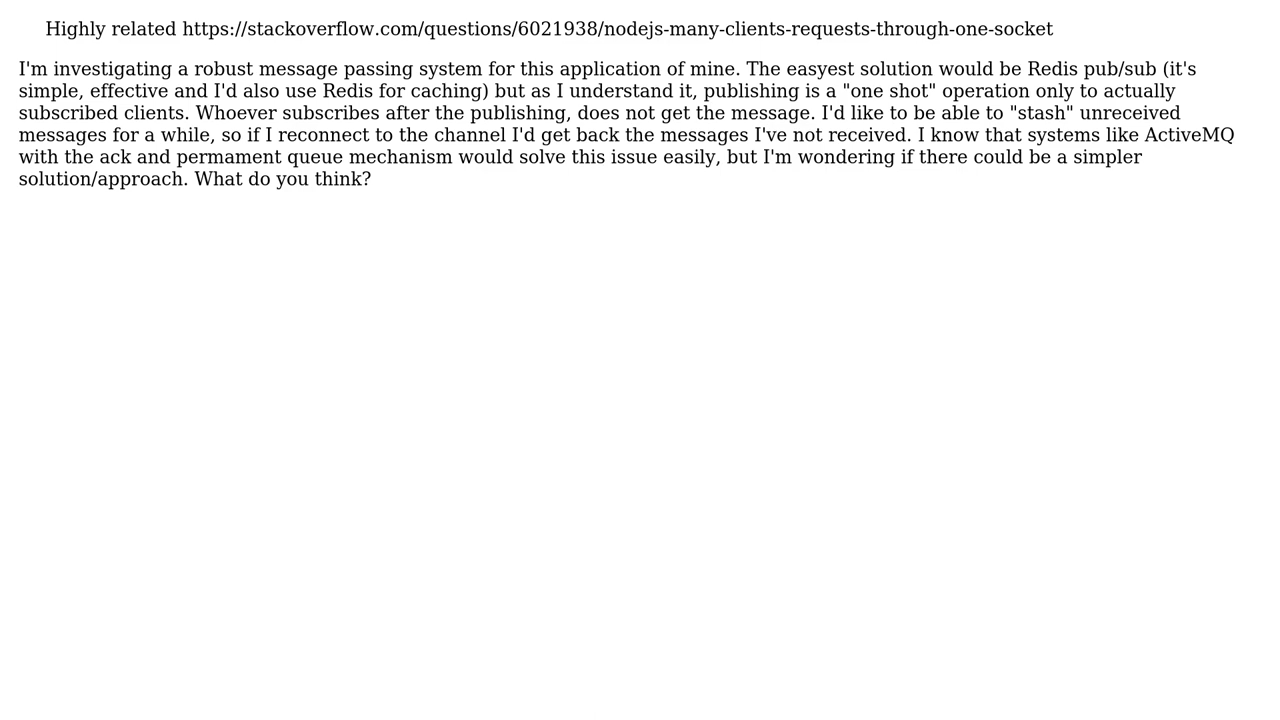 Highly related https://stackoverflow.com/questions/6021938/nodejs-many-clients-requests-through-one-socket
I'm investigating a robust message passing system for this application of mine. The easyest solution would be Redis pub/sub (it's
simple, effective and I'd also use Redis for caching) but as I understand it, publishing is a "one shot" operation only to actually
subscribed clients. Whoever subscribes after the publishing, does not get the message. I'd like to be able to "stash" unreceived
messages for a while, so if I reconnect to the channel I'd get back the messages I've not received. I know that systems like ActiveMQ
with the ack and permament queue mechanism would solve this issue easily, but I'm wondering if there could be a simpler
solution/approach. What do you think?